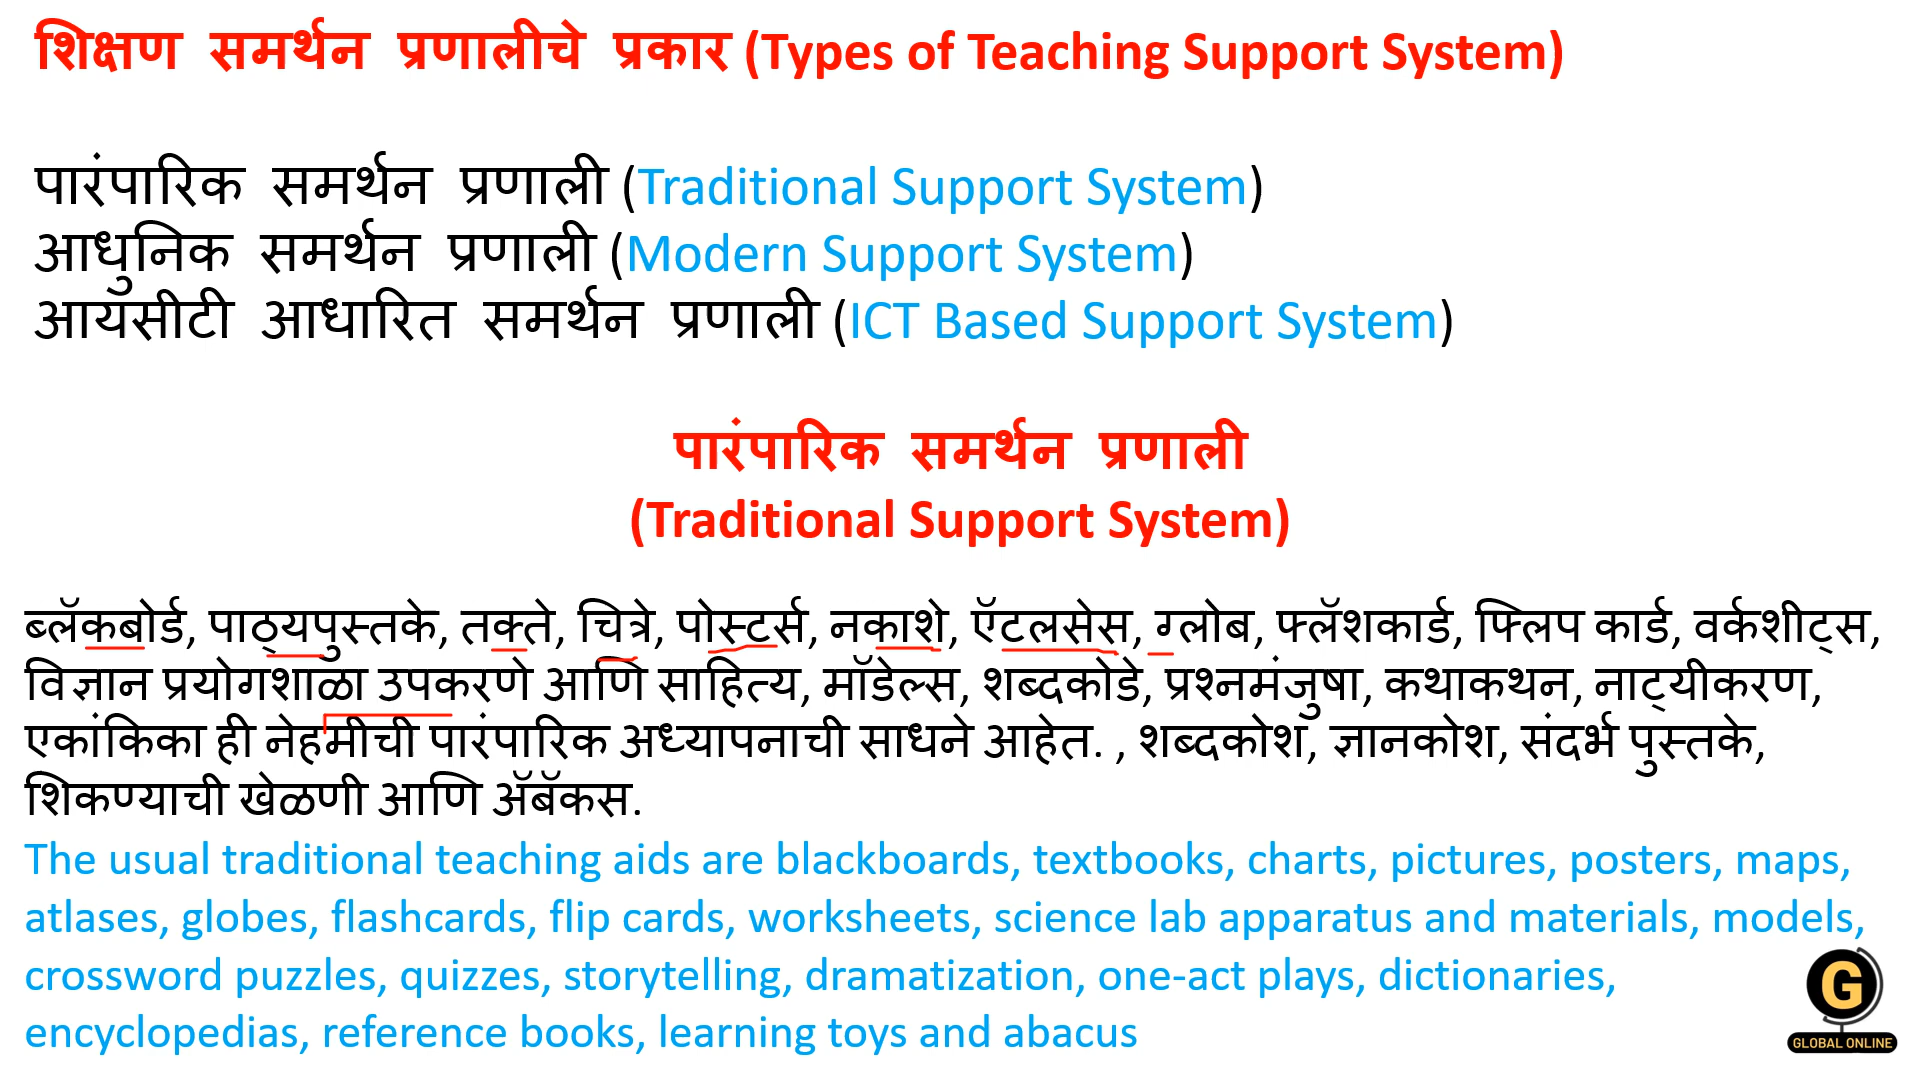 शिक्षण समर्थन प्रणालीचे प्रकार (Types of Teaching Support System)
पारंपारिक समर्थन प्रणाली (Traditional Support System)
आधुनिक समर्थन प्रणाली (Modern Support System)
आयसीटी आधारित समर्थन प्रणाली (ICT Based Support System)
पारंपारिक समर्थन प्रणाली
(Traditional Support System)
ब्लॅकबोर्ड, पाठ्यपुस्तके, तक्ते, चित्रे, पोस्टर्स, नकाशे, ऍटलसेस, ग्लोब, फ्लॅशकार्ड, फ्लिप कार्ड, वर्कशीट्स,
विज्ञान प्रयोगशाळा उपकरणे आणि साहित्य, मॉडेल्स, शब्दकोडे, प्रश्नमंजुषा, कथाकथन, नाट्यीकरण,
एकांकिका ही नेहमीची पारंपारिक अध्यापनाची साधने आहेत. , शब्दकोश, ज्ञानकोश, संदर्भ पुस्तके,
शिकण्याची खेळणी आणि अ‍ॅबॅकस.
The usual traditional teaching aids are blackboards, textbooks, charts, pictures, posters, maps,
atlases, globes, flashcards, flip cards, worksheets, science lab apparatus and materials, models,
crossword puzzles, quizzes, storytelling, dramatization, one-act plays, dictionaries,
encyclopedias, reference books, learning toys and abacus
G
GLOBAL ONLINE